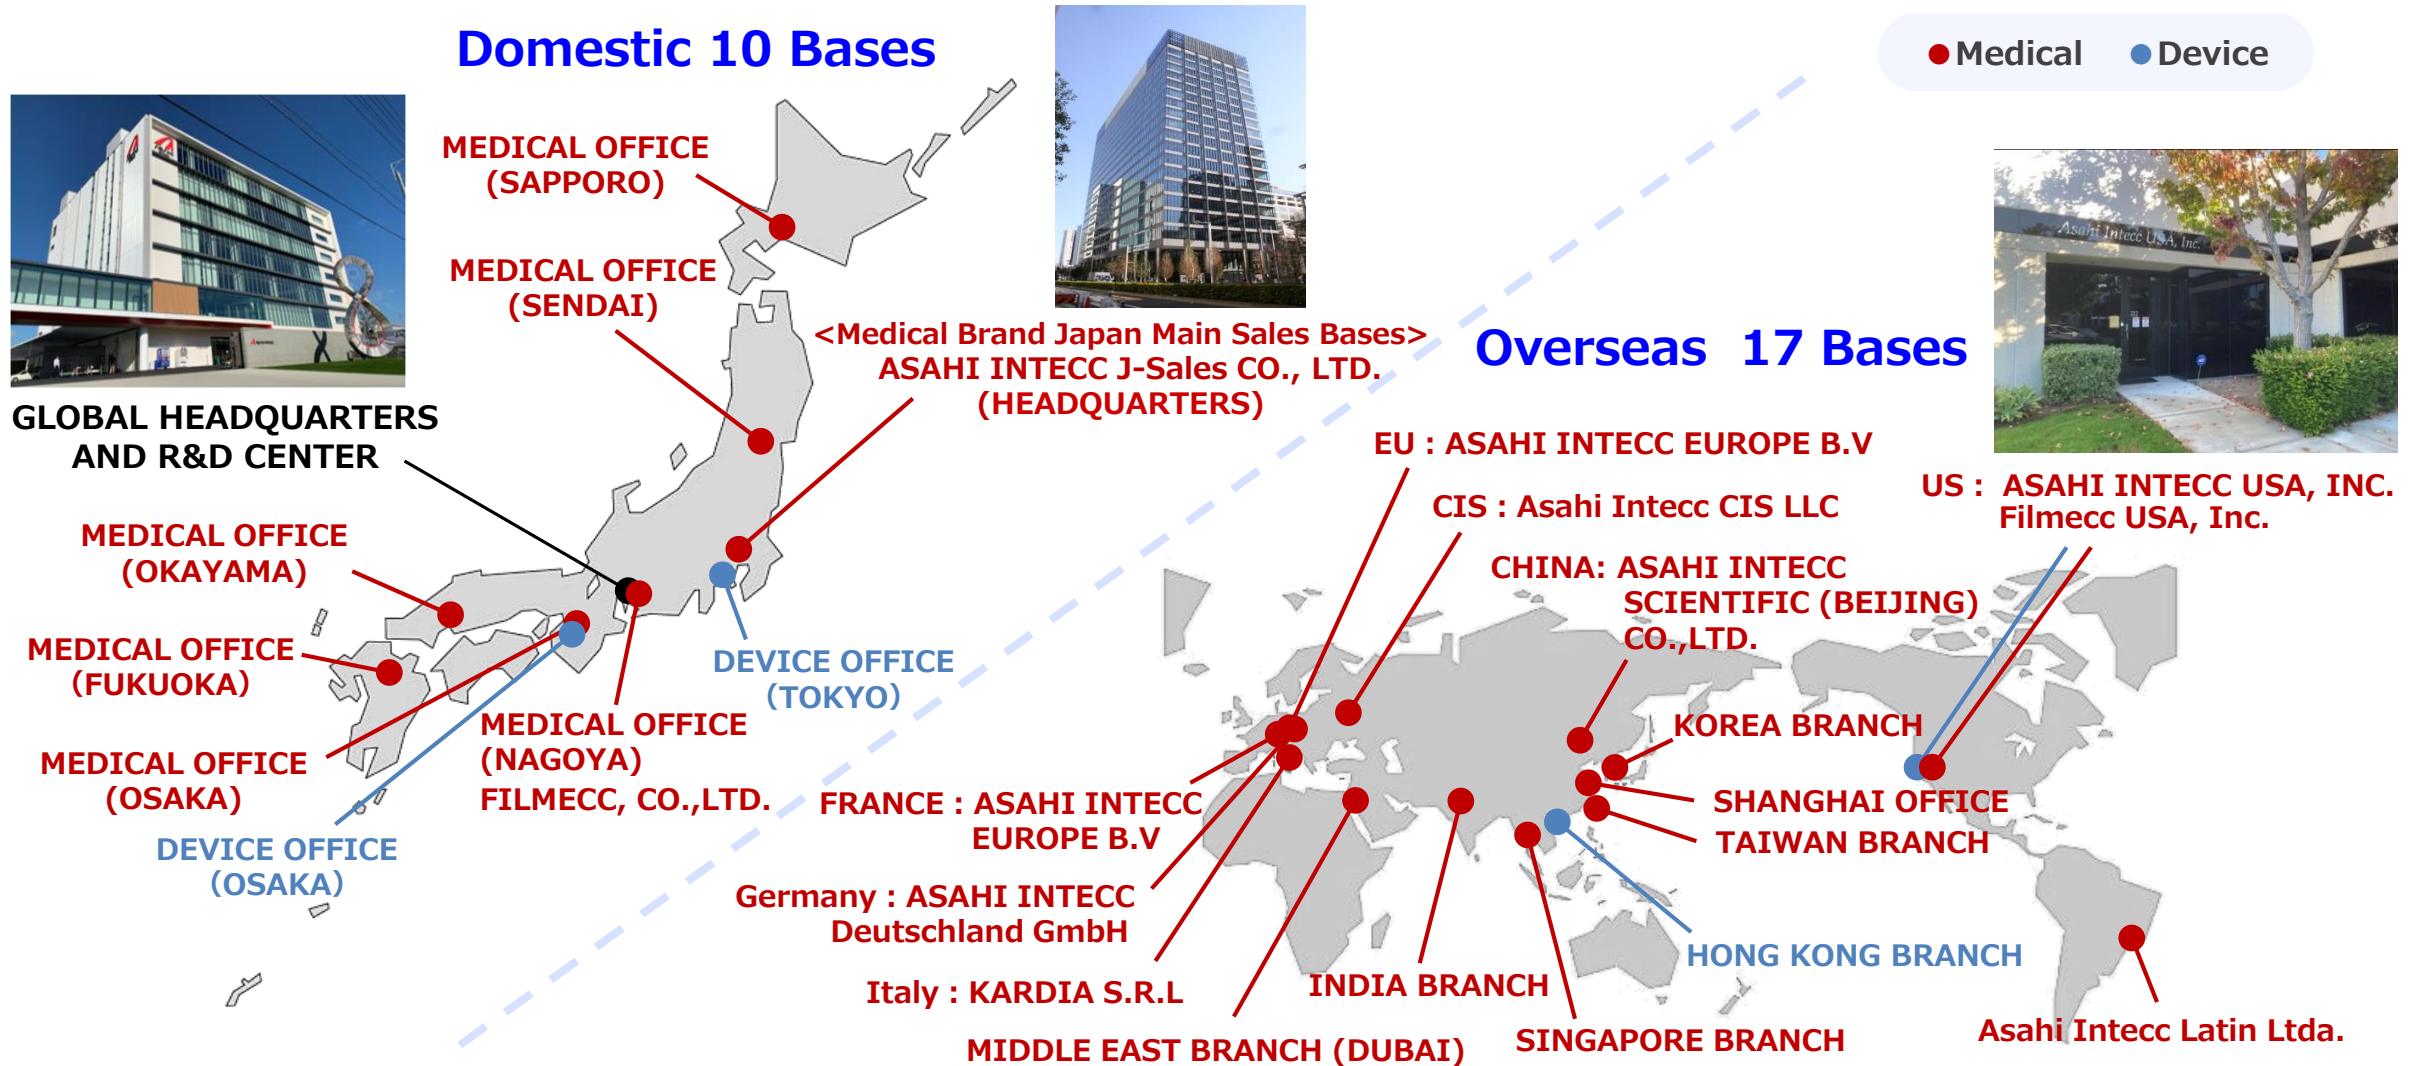 Domestic 10 Bases
Medical
Device
MEDICAL OFFICE
(SAPPORO)
MEDICAL OFFICE
(SENDAI)
<Medical Brand Japan Main Sales Bases>
ASAHI INTECC J-Sales CO., LTD.
(HEADQUARTERS)
GLOBAL HEADQUARTERS
AND R&D CENTER
MEDICAL OFFICE
(OKAYAMA)
MEDICAL OFFICE
(FUKUOKA)
MEDICAL OFFICE
(OSAKA)
DEVICE OFFICE
(OSAKA)
MEDICAL OFFICE
(NAGOYA)
FILMECC, CO.,LTD.
DEVICE OFFICE
(TOKYO)
Overseas 17 Bases
Asahi Intecc USA, Inc.
EU : ASAHI INTECC EUROPE B.V
CIS : Asahi Intecc CIS LLC
CHINA: ASAHI INTECC
SCIENTIFIC (BEIJING)
CO.,LTD.
US : ASAHI INTECC USA, INC.
Filmecc USA, Inc.
KOREA BRANCH
SHANGHAI OFFICE
TAIWAN BRANCH
HONG KONG BRANCH
FRANCE : ASAHI INTECC
EUROPE B.V
Germany : ASAHI INTECC
Deutschland GmbH
Italy : KARDIA S.R.L
MIDDLE EAST BRANCH (DUBAI)
INDIA BRANCH
SINGAPORE BRANCH
Asahi Intecc Latin Ltda.